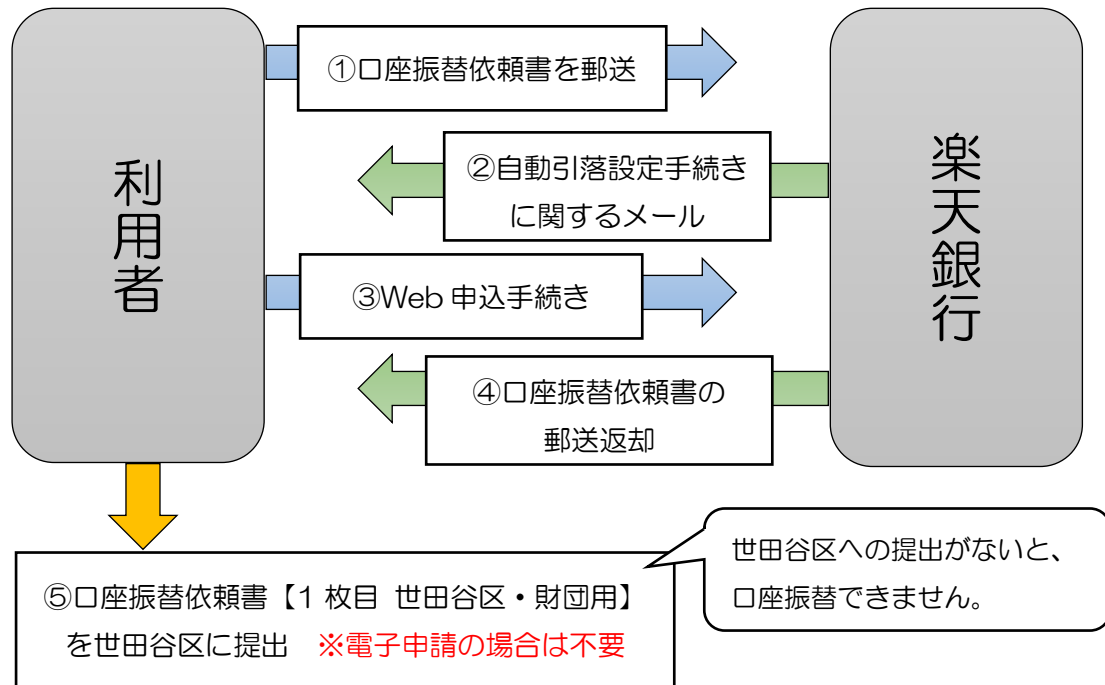 利用者
①口座振替依頼書を郵送
②自動引落設定手続き
に関するメール
③Web 申込手続き
④口座振替依頼書の
郵送返却
楽天銀行
世田谷区への提出がないと、
口座振替できません。
⑤口座振替依頼書【1 枚目 世田谷区・財団用】
を世田谷区に提出 ※電子申請の場合は不要